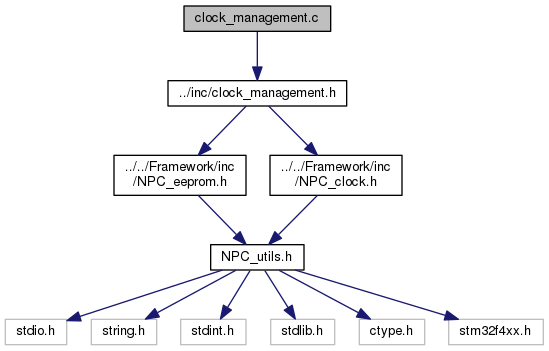 clock_management.c
../inc/clock_management.h
../../Framework/inc
/NPC_eeprom.h
../../Framework/inc
/NPC_clock.h
NPC_utils.h
stdio.h
string.h
stdint.h
stdlib.h
ctype.h
stm32f4xx.h